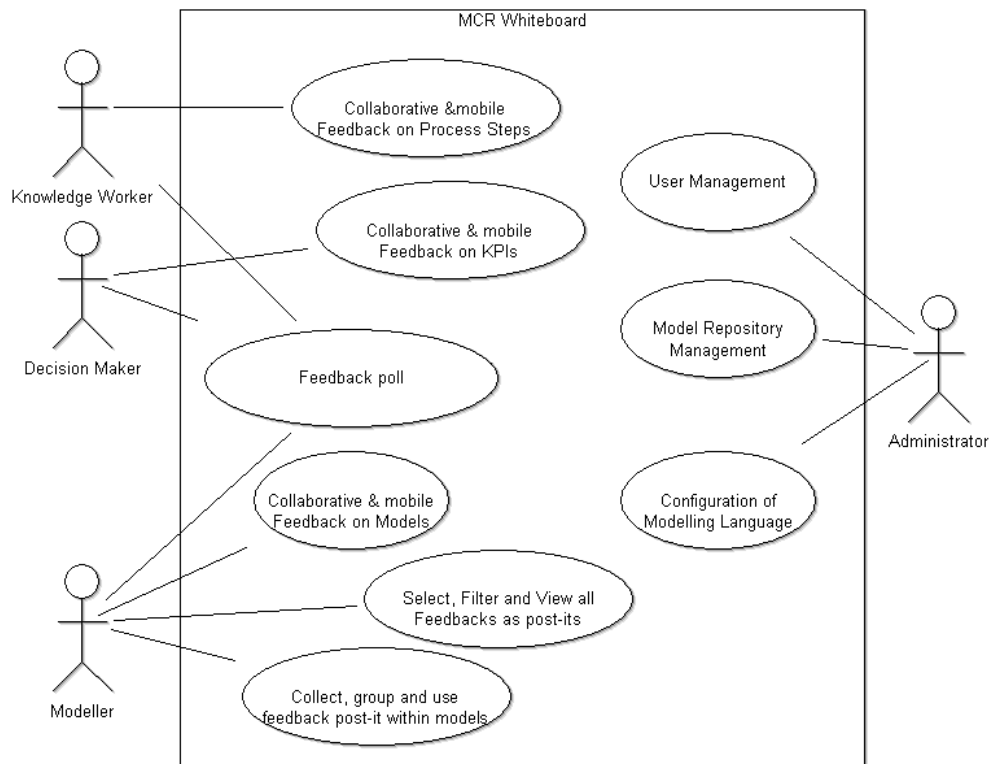 MCR Whiteboard
Collaborative &mobile
Feedback on Process Steps
Knowledge Worker
User Management
Collaborative & mobile
Feedback on KPIs
Decision Maker
Model Repository
Management
Feedback poll
Administrator
Collaborative & mobile
Feedback on Models
Configuration of
Modelling Language
Select, Filter and View all
Feedbacks as post-its
Modeller
Collect, group and use
feedback post-it within models